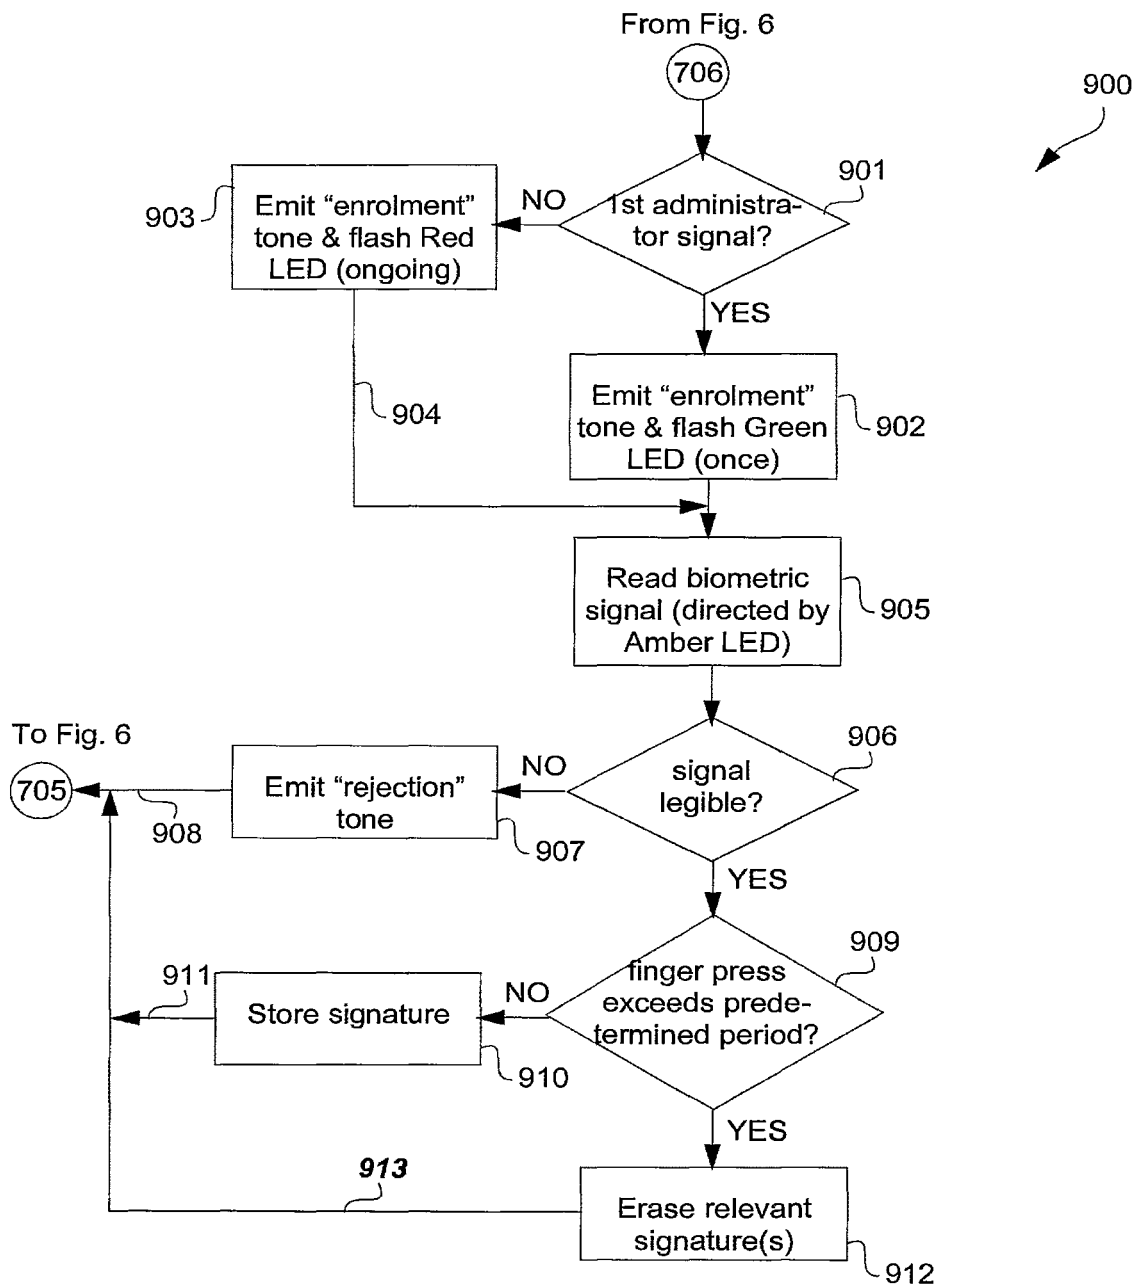 From Fig. 6
706
900
901
1st administra-
tor signal?
NO
YES
903
Emit “enrolment”
tone & flash Red
LED (ongoing)
904
Emit “enrolment”
tone & flash Green
LED (once)
902
Read biometric
signal (directed by
Amber LED)
905
To Fig. 6
705
908
Emit “rejection”
tone
907
NO
signal
legible?
906
YES
909
finger press
exceeds prede-
termined period?
NO
911
Store signature
910
YES
913
Erase relevant
signature(s)
912